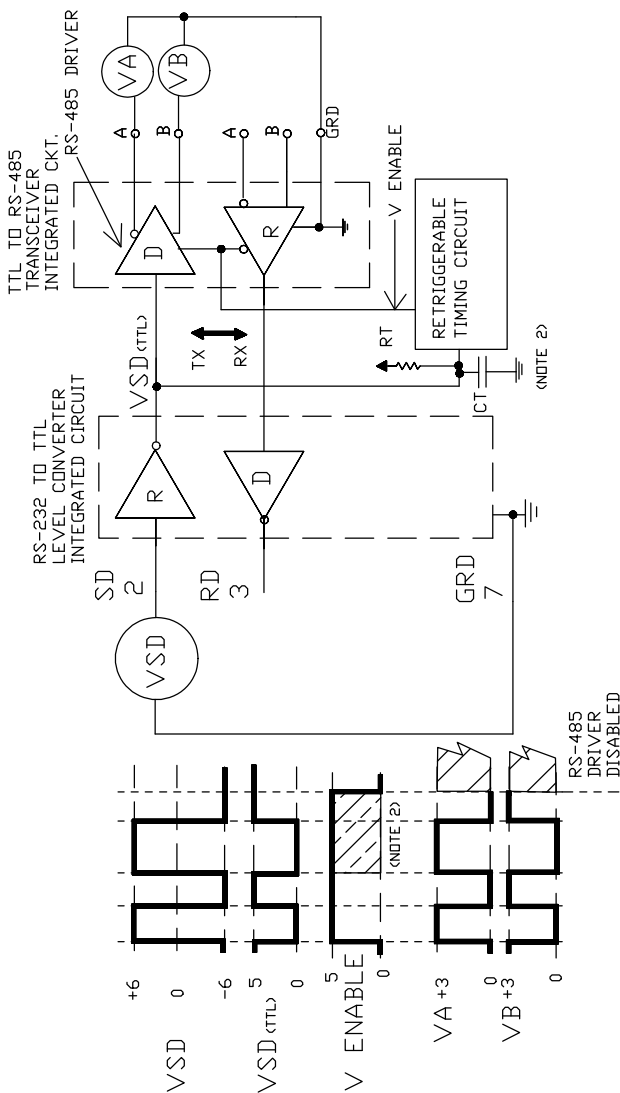 TTL TO RS-485
TRANSCEIVER
INTEGRATED CKT.
RS-485 DRIVER
RS-232 TO TTL
LEVEL CONVERTER
INTEGRATED CIRCUIT
VSD
SD
2
R
VSD(TTL)
D
A
B
VA
VB
TX
RX
RD
3
D
R
A
B
GRD
GRD
7
V ENABLE
RETRIGGERABLE
TIMING CIRCUIT
RT
CT
(NOTE 2)
VSD
+6
0
-6
VSD(TTL)
5
0
V ENABLE
5
0
(NOTE 2)
VA
+3
0
VB
+3
0
RS-485
DRIVER
DISABLED